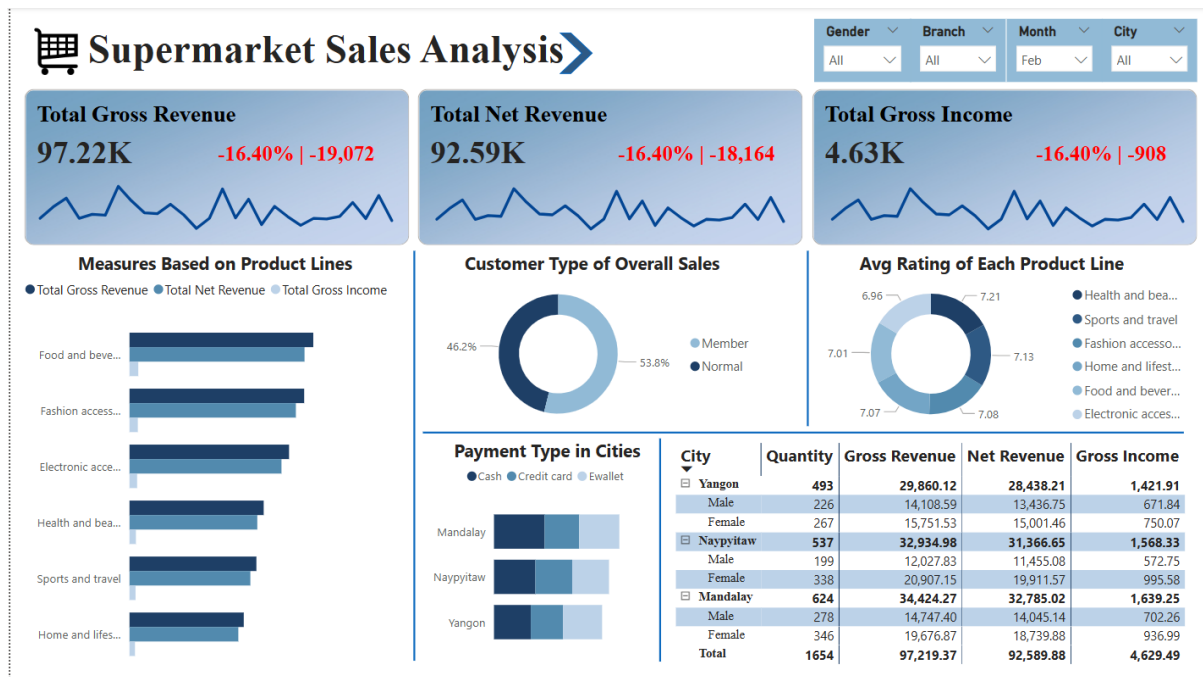 Supermarket Sales Analysis
Gender Branch Month City
All All Feb All
Total Gross Revenue
97.22K -16.40% | -19,072
Total Net Revenue
92.59K -16.40% | -18,164
Total Gross Income
4.63K -16.40% | -908
Measures Based on Product Lines
Total Gross Revenue Total Net Revenue Total Gross Income
Food and beve...
Fashion access...
Electronic acce...
Health and bea...
Sports and travel
Home and lifes...
Customer Type of Overall Sales
46.2%
53.8%
Member
Normal
Avg Rating of Each Product Line
6.96
7.21
7.01
7.13
7.07
7.08
Health and bea...
Sports and travel
Fashion accesso...
Home and lifest...
Food and bever...
Electronic acces...
Payment Type in Cities
Cash Credit card Ewallet
Mandalay
Naypyitaw
Yangon
City Quantity Gross Revenue Net Revenue Gross Income
Yangon 493 29,860.12 28,438.21 1,421.91
Male 226 14,108.59 13,436.75 671.84
Female 267 15,751.53 15,001.46 750.07
Naypyitaw 537 32,934.98 31,366.65 1,568.33
Male 199 12,027.83 11,455.08 572.75
Female 338 20,907.15 19,911.57 995.58
Mandalay 624 34,424.27 32,785.02 1,639.25
Male 278 14,747.40 14,045.14 702.26
Female 346 19,676.87 18,739.88 936.99
Total 1654 97,219.37 92,589.88 4,629.49